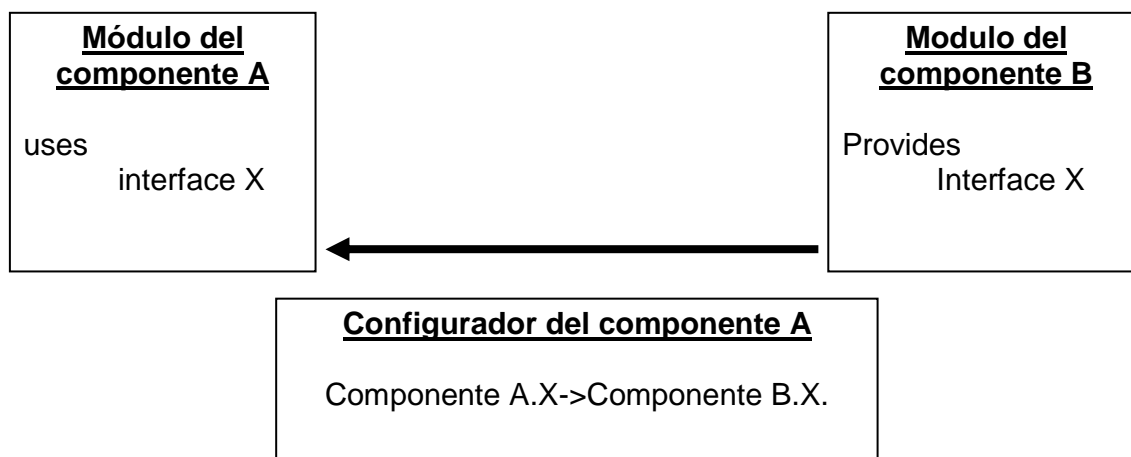 Módulo del
componente A
uses
interface X
Modulo del
componente B
Provides
Interface X
Configurador del componente A
Componente A.X->Componente B.X.